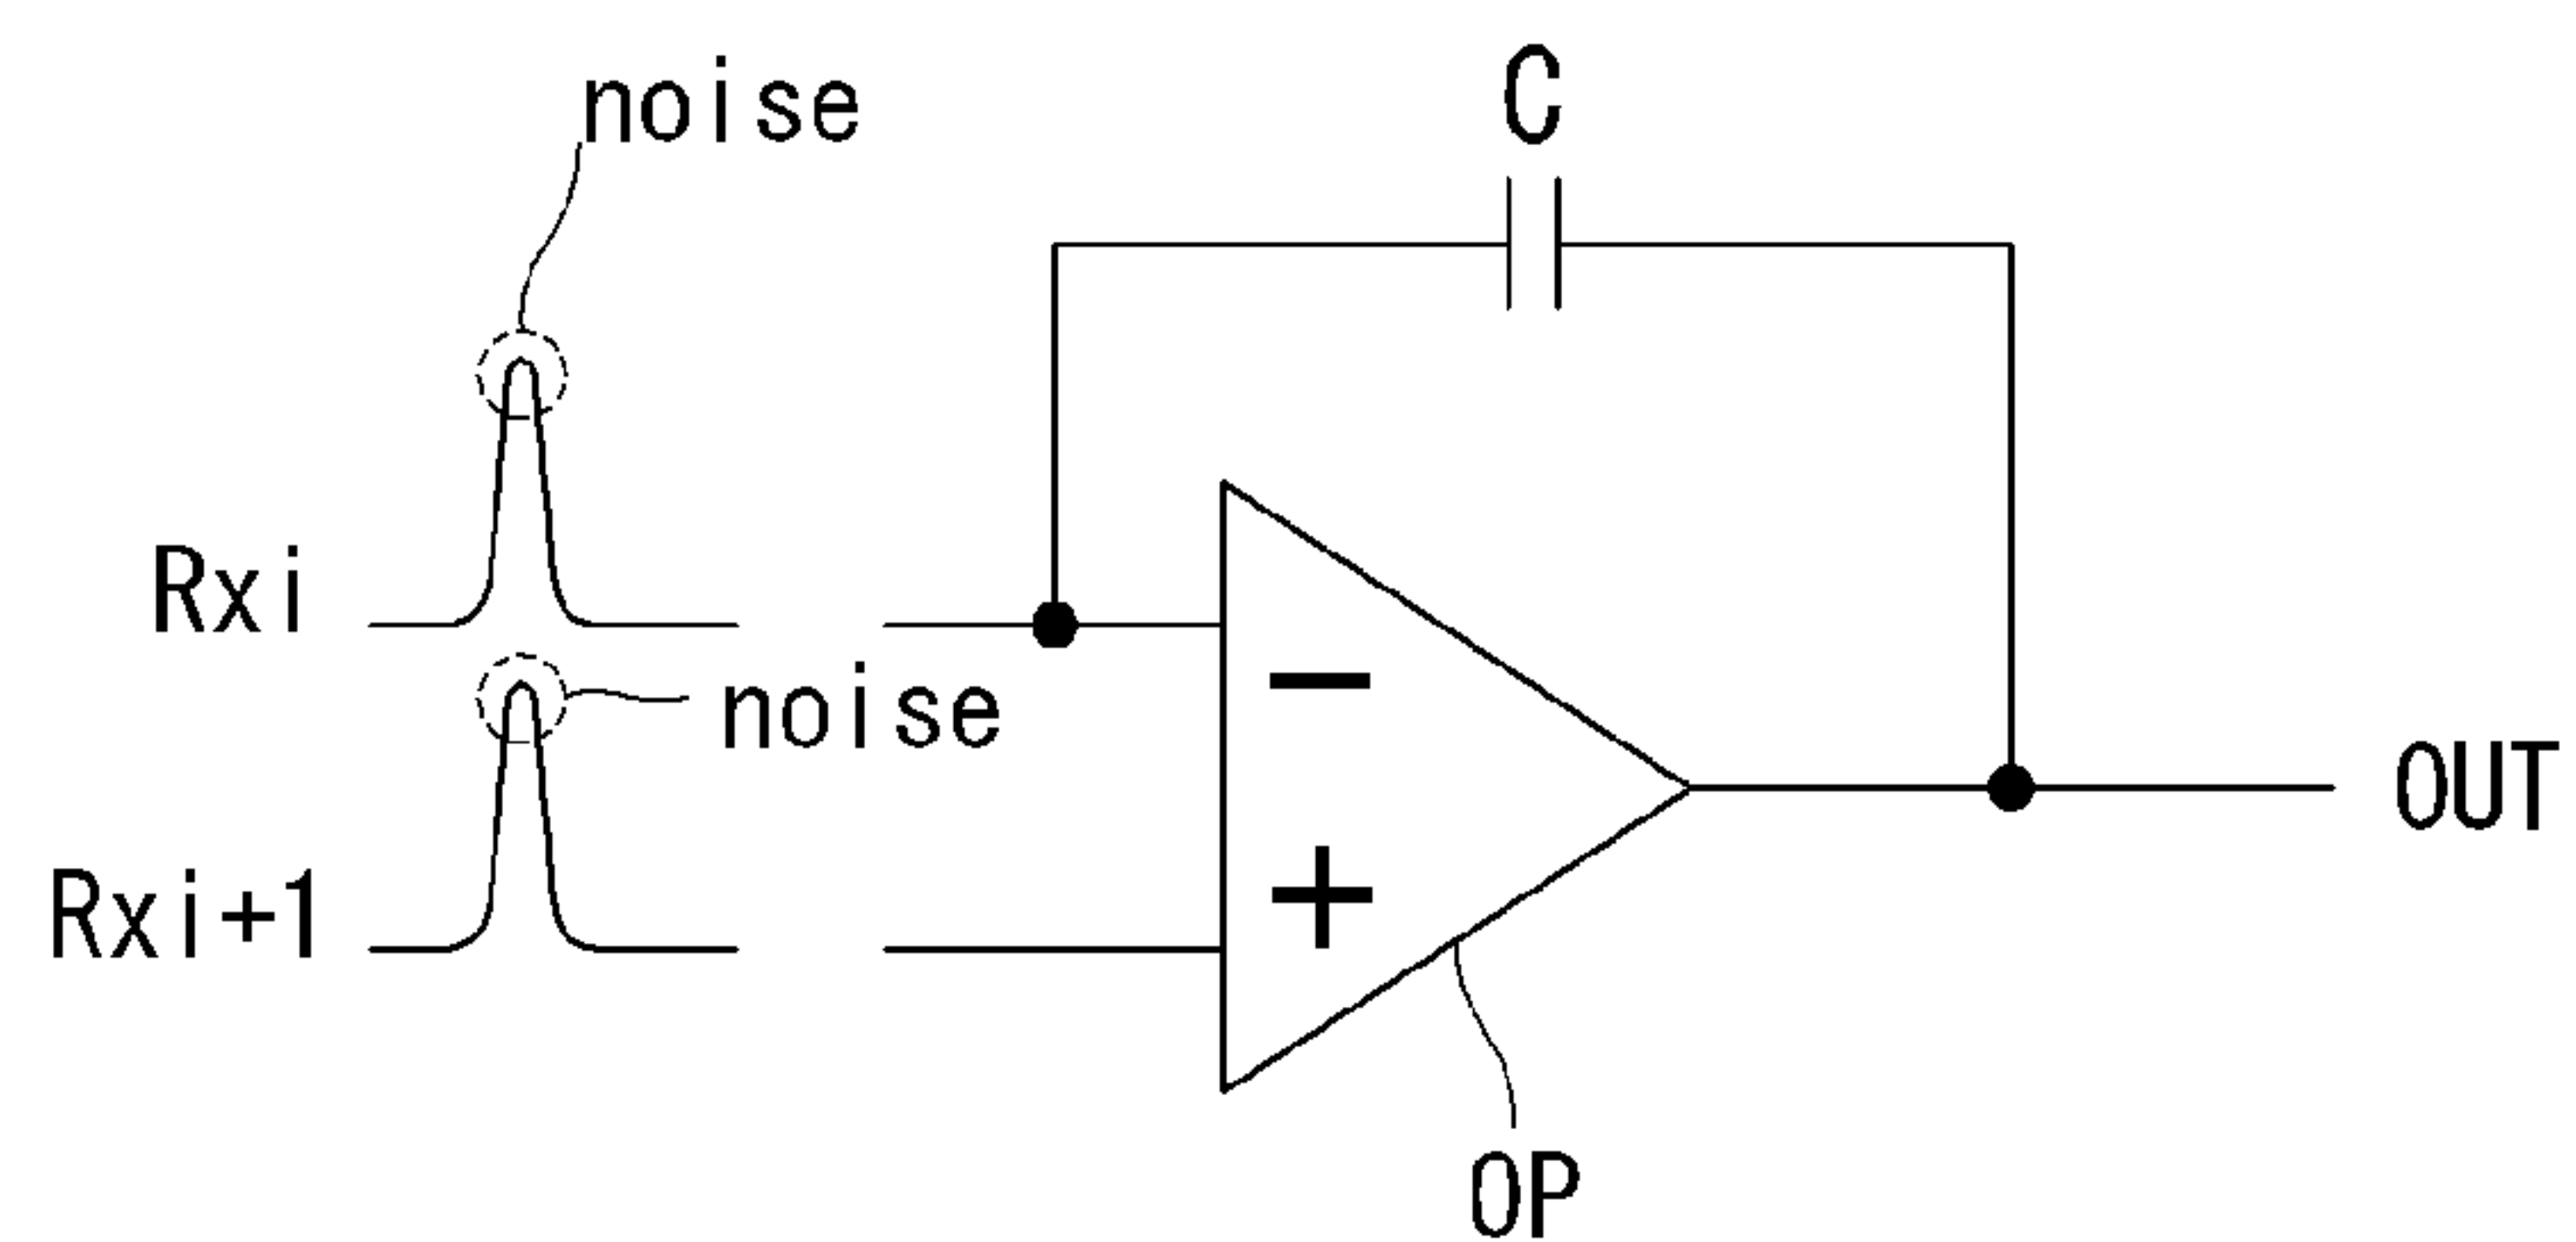 noise
C
Rxi
−
noise
OUT
Rxi+1
+
OP